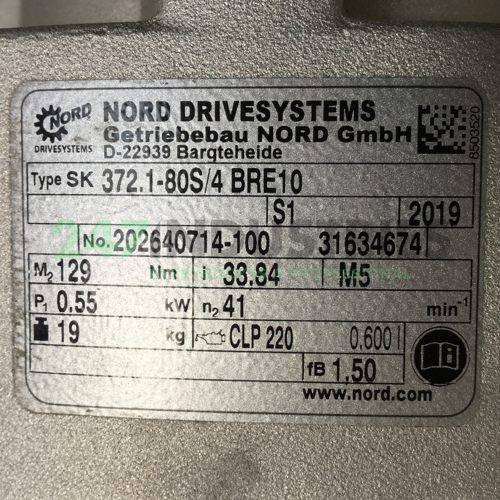 NORD
DRIVESYSTEMS
NORD DRIVESYSTEMS
Getriebebau NORD GmbH
D-22939 Bargteheide
8503520
Type SK 372.1-80S/4 BRE10
S1 2019
No. 202640714-100 31634674
M2 129 Nm i 33.84 M5
P1 0,55 kW n2 41 min-1
19 kg CLP 220 0.600 l
fB 1,50
www.nord.com